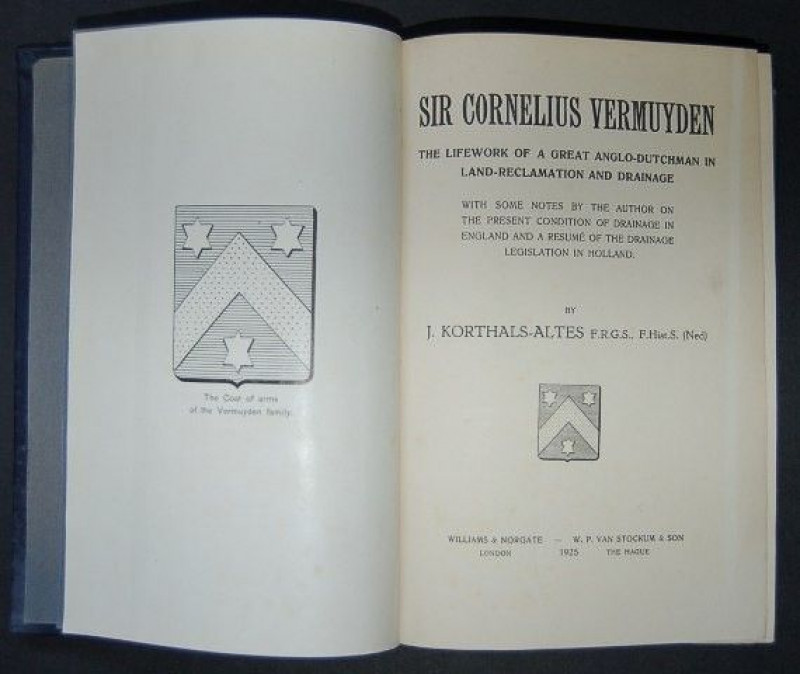 The Coat of arms
of the Vermuyden family.
SIR CORNELIUS VERMUYDEN
THE LIFEWORK OF A GREAT ANGLO-DUTCHMAN IN
LAND-RECLAMATION AND DRAINAGE
WITH SOME NOTES BY THE AUTHOR ON
THE PRESENT CONDITION OF DRAINAGE IN
ENGLAND AND A RESUMÉ OF THE DRAINAGE
LEGISLATION IN HOLLAND.
BY
J. KORTHALS-ALTES F.R.G.S., F.Hist.S. (Ned)
WILLIAMS & NORGATE — W. P. VAN STOCKUM & SON
LONDON 1925 THE HAGUE